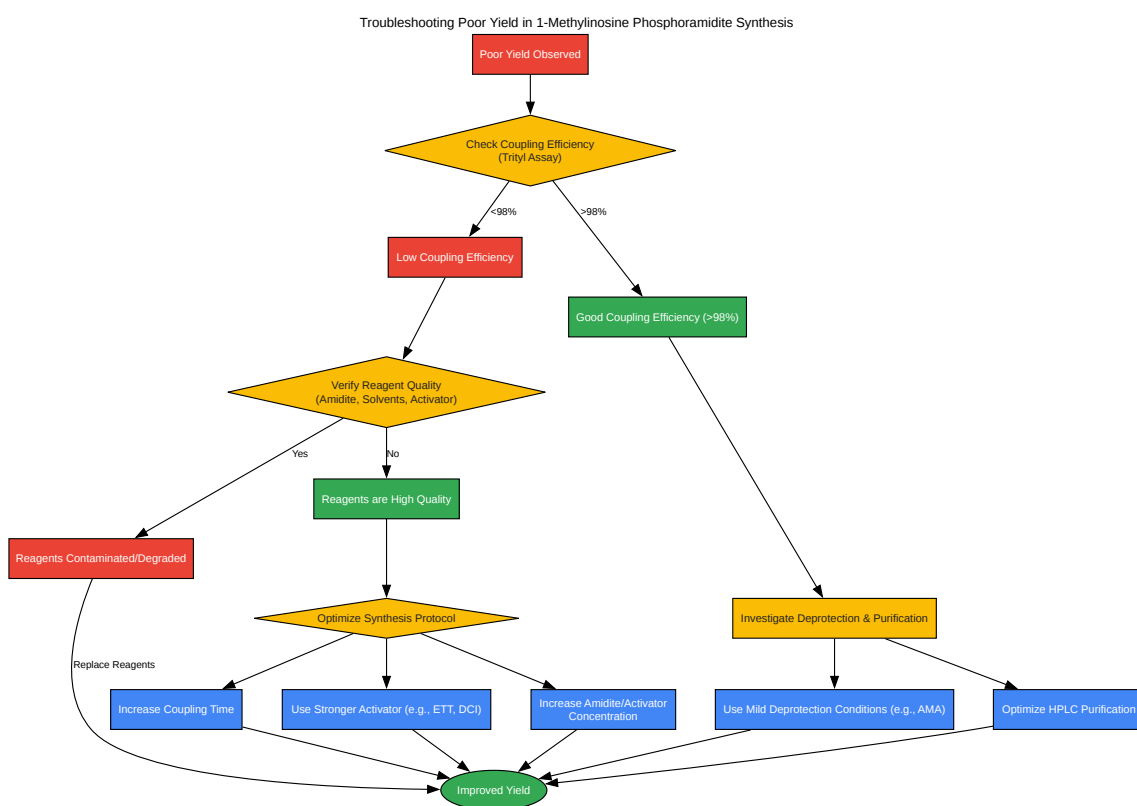 Troubleshooting Poor Yield in 1-Methylinosine Phosphoramidite Synthesis
Poor Yield Observed
Check Coupling Efficiency
(Trityl Assay)
<98%
>98%
Low Coupling Efficiency
Good Coupling Efficiency (>98%)
Verify Reagent Quality
(Amidite, Solvents, Activator)
Yes
No
Reagents are High Quality
Reagents Contaminated/Degraded
Optimize Synthesis Protocol
Investigate Deprotection & Purification
Replace Reagents
Increase Coupling Time
Use Stronger Activator (e.g., ETT, DCI)
Increase Amidite/Activator
Concentration
Use Mild Deprotection Conditions (e.g., AMA)
Optimize HPLC Purification
Improved Yield